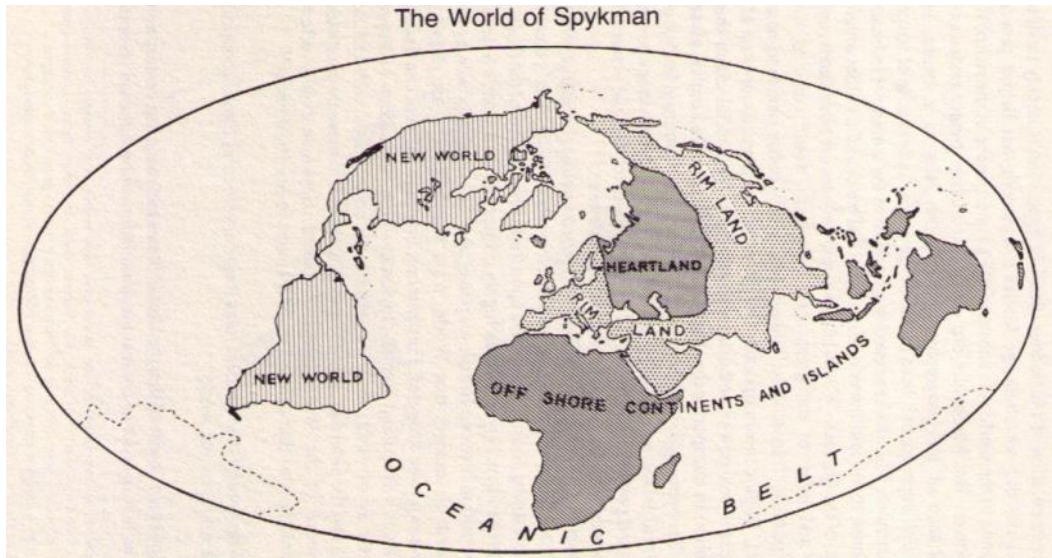 The World of Spykman
NEW WORLD
RIM LAND
HEARTLAND
RIM
LAND
NEW WORLD
OFF SHORE CONTINENTS AND ISLANDS
OCEANIC BELT